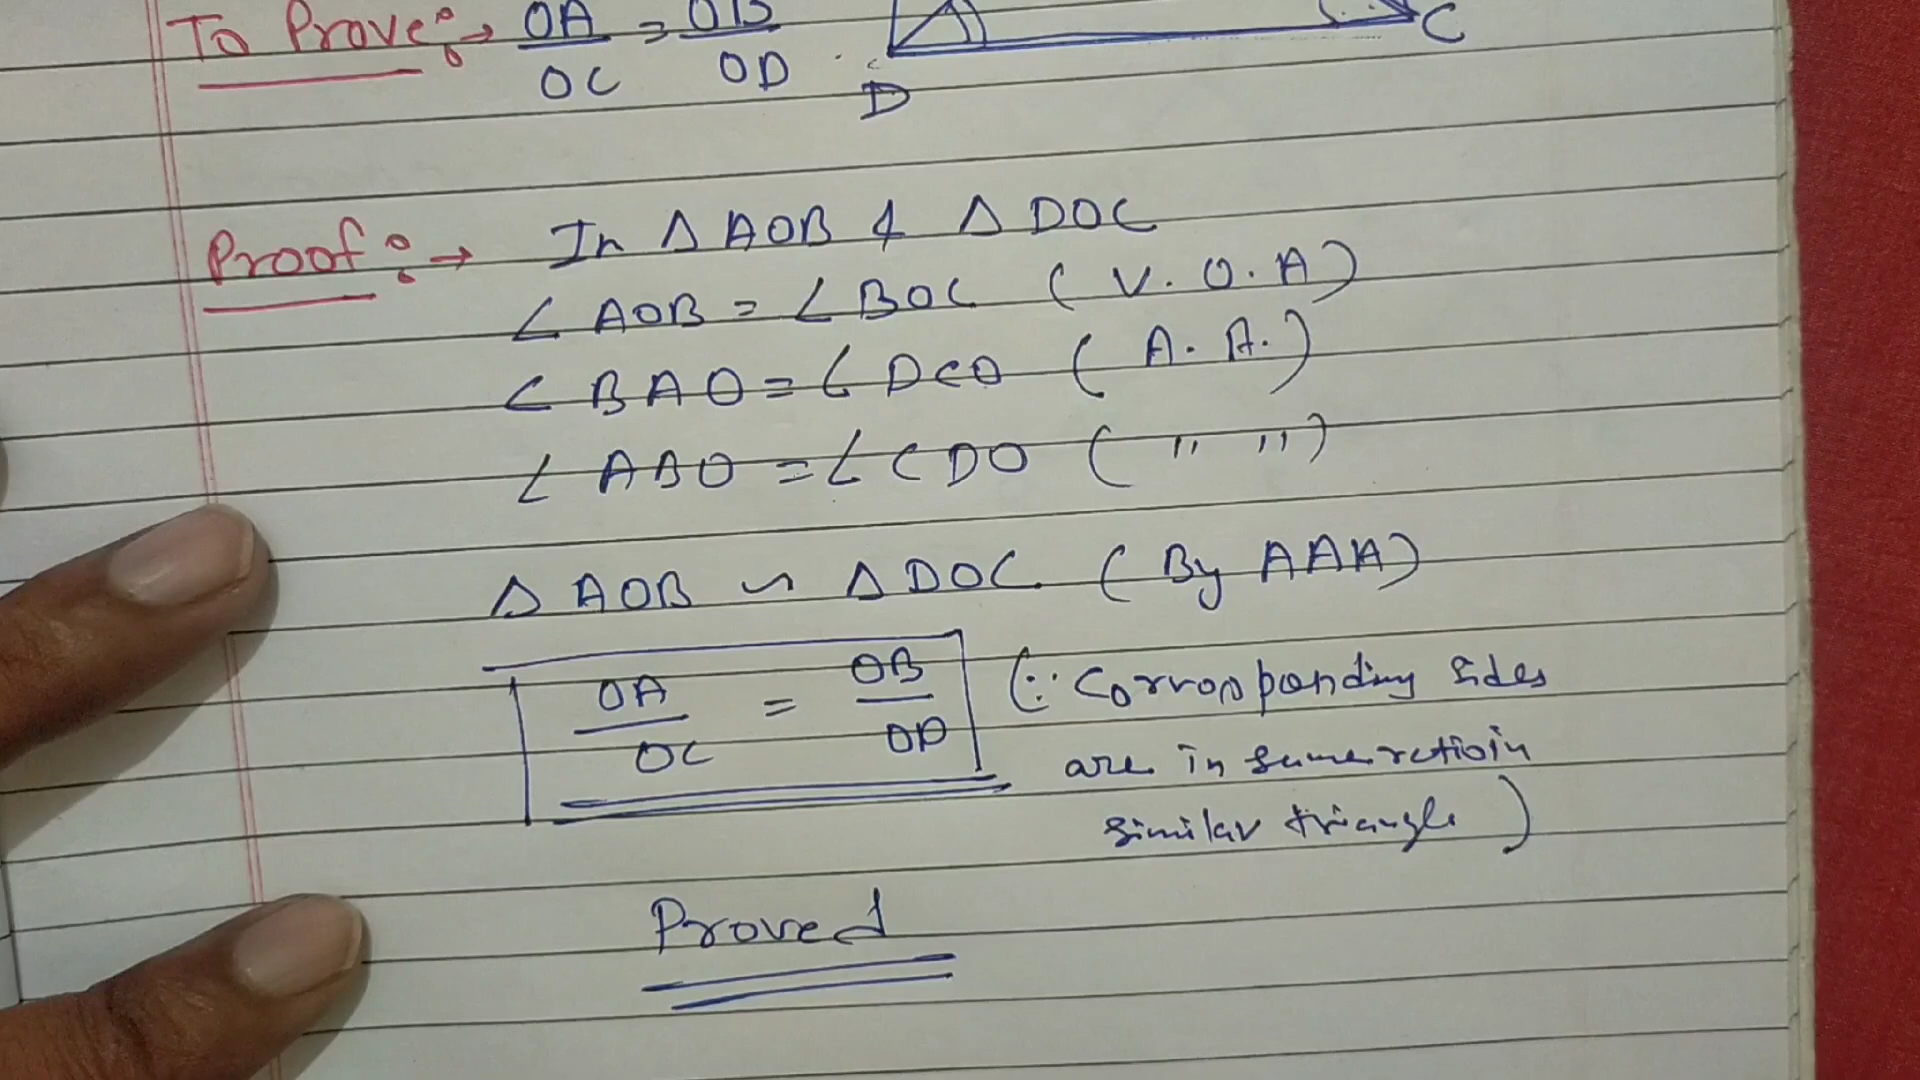 To Prove:→ OA/OC = OB/OD .
C
D
Proof:→ In Δ AOB & Δ DOC
∠ AOB = ∠ BOC ( V. O. A )
∠ BAO = ∠ DCO ( A. A. )
∠ ABO = ∠ CDO ( " " )
Δ AOB ~ Δ DOC. ( By AAA )
OA/OC = OB/OD (∵ Corrosponding sides
are in same ratio in
similar triangle )
Proved